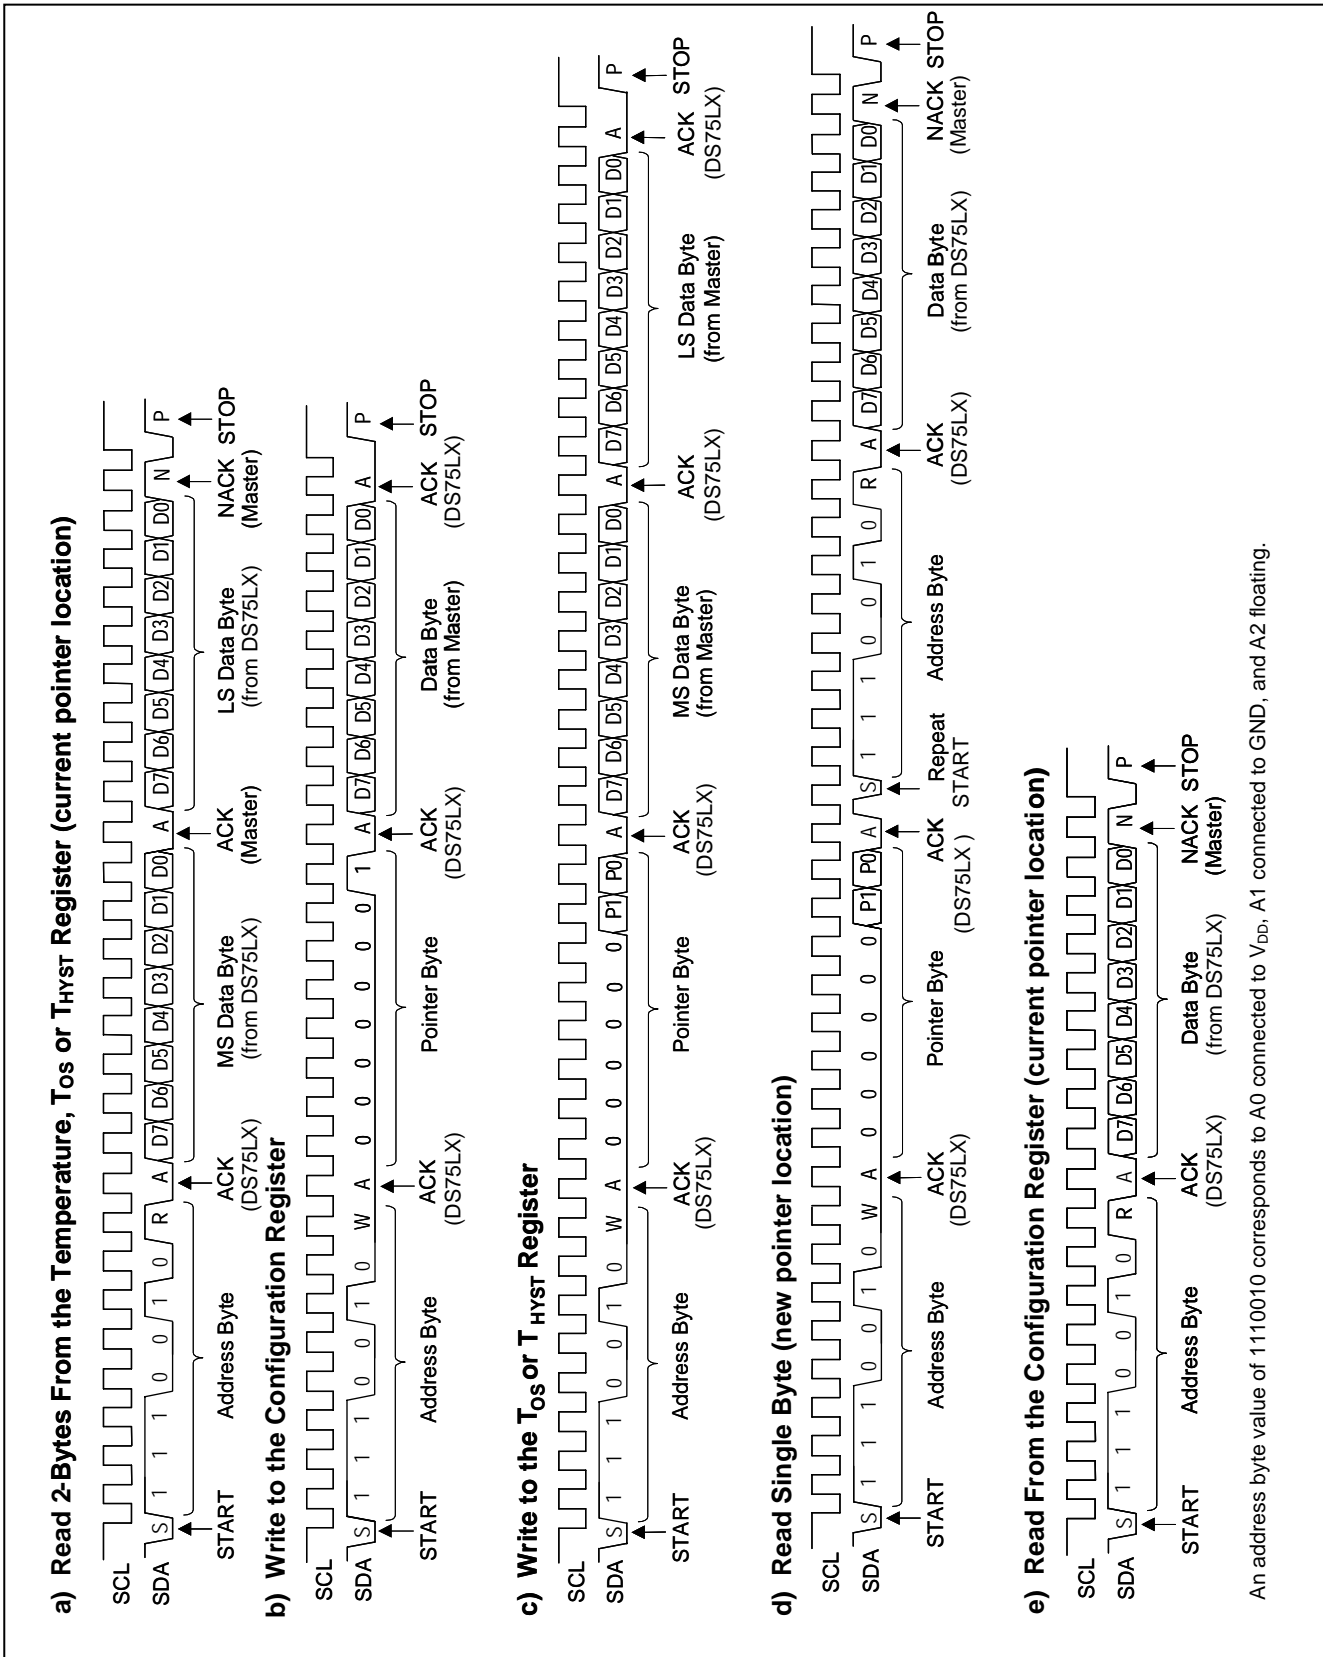 a) Read 2-Bytes From the Temperature, TOS or THYST Register (current pointer location)
SCL
SDA S 1 1 1 0 0 1 0 R A D7 D6 D5 D4 D3 D2 D1 D0 A D7 D6 D5 D4 D3 D2 D1 D0 N P
START Address Byte ACK MS Data Byte ACK LS Data Byte NACK STOP
(DS75LX) (from DS75LX) (Master) (from DS75LX) (Master)
b) Write to the Configuration Register
SCL
SDA S 1 1 1 0 0 1 0 W A 0 0 0 0 0 0 0 1 A D7 D6 D5 D4 D3 D2 D1 D0 A P
START Address Byte ACK Pointer Byte ACK Data Byte ACK STOP
(DS75LX) (DS75LX) (from Master) (DS75LX)
c) Write to the TOS or THYST Register
SCL
SDA S 1 1 1 0 0 1 0 W A 0 0 0 0 0 0 P1 P0 A D7 D6 D5 D4 D3 D2 D1 D0 A D7 D6 D5 D4 D3 D2 D1 D0 A P
START Address Byte ACK Pointer Byte ACK MS Data Byte ACK LS Data Byte ACK STOP
(DS75LX) (DS75LX) (from Master) (DS75LX) (from Master) (DS75LX)
d) Read Single Byte (new pointer location)
SCL
SDA S 1 1 1 0 0 1 0 W A 0 0 0 0 0 0 P1 P0 A S 1 1 1 0 0 1 0 R A D7 D6 D5 D4 D3 D2 D1 D0 N P
START Address Byte ACK Pointer Byte ACK Repeat Address Byte ACK Data Byte NACK STOP
(DS75LX) (DS75LX) START (DS75LX) (from DS75LX) (Master)
e) Read From the Configuration Register (current pointer location)
SCL
SDA S 1 1 1 0 0 1 0 R A D7 D6 D5 D4 D3 D2 D1 D0 N P
START Address Byte ACK Data Byte NACK STOP
(DS75LX) (from DS75LX) (Master)
An address byte value of 1110010 corresponds to A0 connected to VDD, A1 connected to GND, and A2 floating.